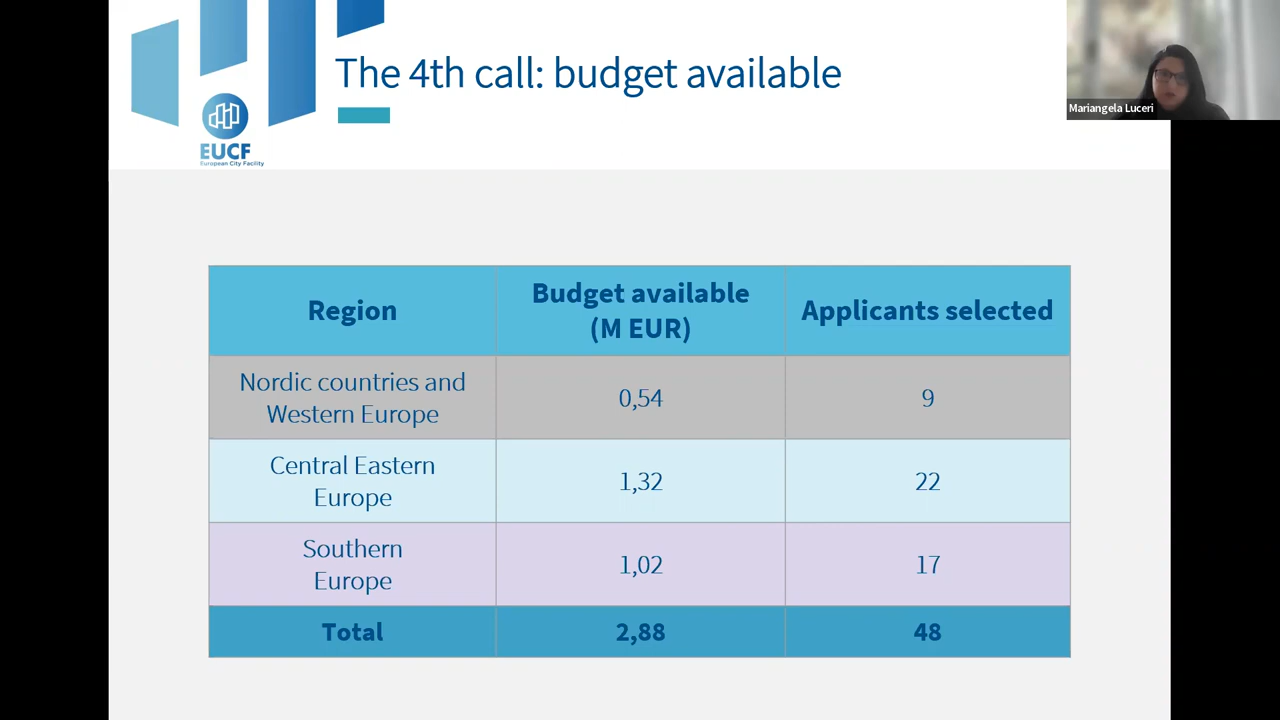 The 4th call: budget available
Mariangela Luceri
EUCF
European City Facility
Region
Budget available
(M EUR)
Applicants selected
Nordic countries and
Western Europe
0,54
9
Central Eastern
Europe
1,32
22
Southern
Europe
1,02
17
Total
2,88
48